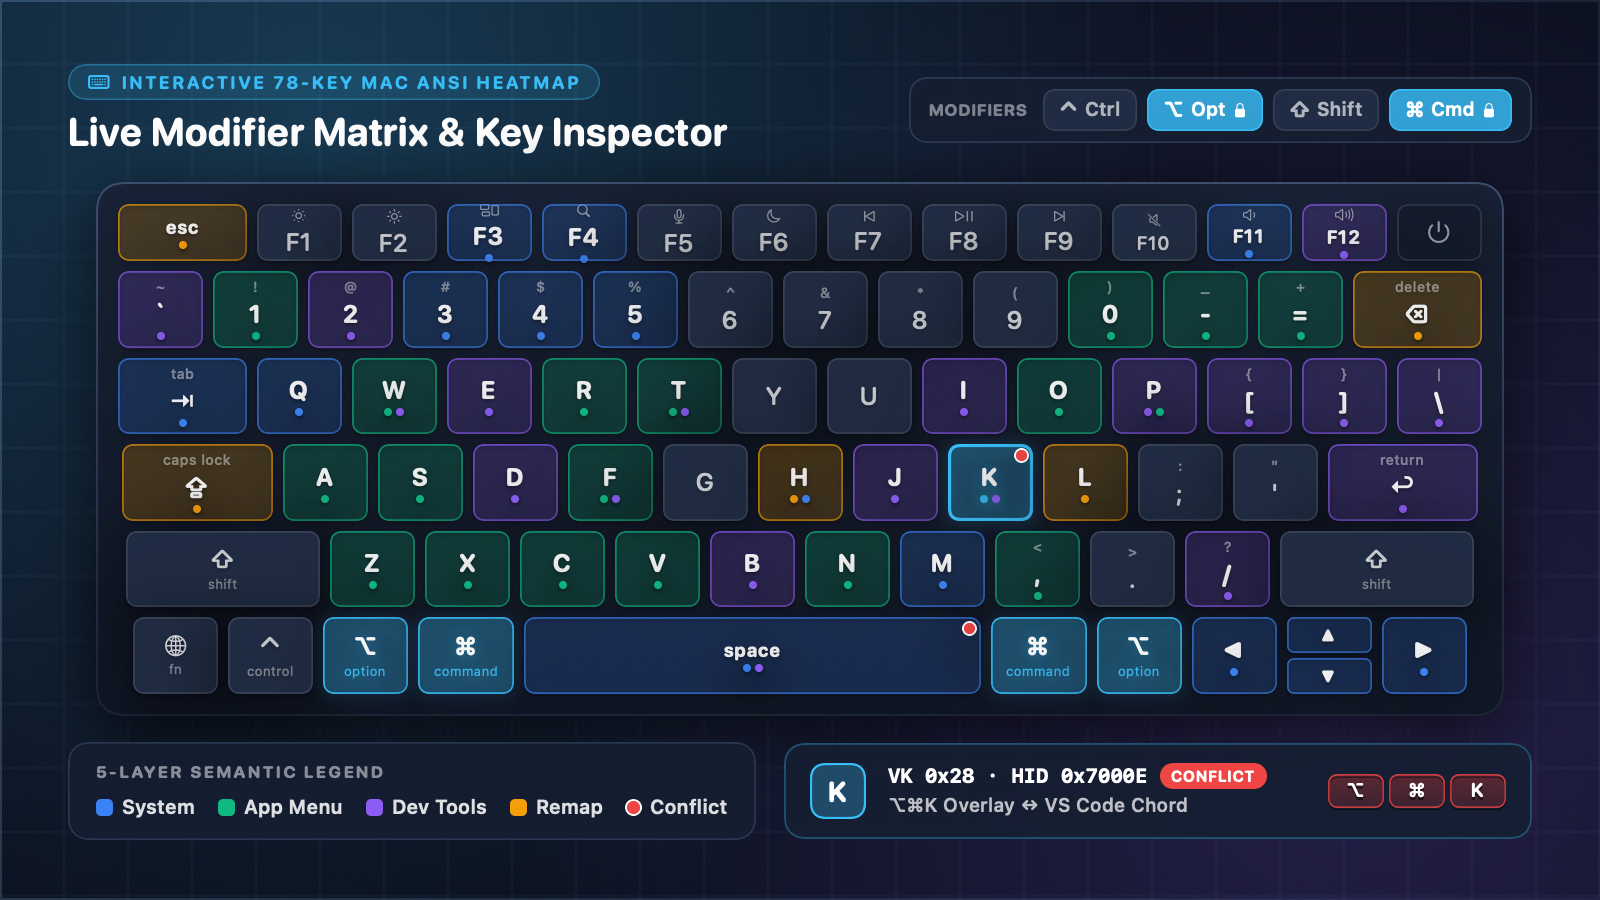 INTERACTIVE 78-KEY MAC ANSI HEATMAP
Live Modifier Matrix & Key Inspector
MODIFIERS ⌃ Ctrl ⌥ Opt ⇧ Shift ⌘ Cmd
esc F1 F2 F3 F4 F5 F6 F7 F8 F9 F10 F11 F12
~ ! @ # $ % ^ & * ( ) _ + delete
` 1 2 3 4 5 6 7 8 9 0 - = ⌫
tab { } |
⇥ Q W E R T Y U I O P [ ] \
caps lock : " return
A S D F G H J K L ; ' ↩
⇧ Z X C V B N M < > ? ⇧
shift , . / shift
⌃ ⌥ ⌘ space ⌘ ⌥ ◀ ▲ ▶
fn control option command command option ▼
5-LAYER SEMANTIC LEGEND
System App Menu Dev Tools Remap Conflict
K
VK 0x28 · HID 0x7000E CONFLICT
⌥⌘K Overlay ↔ VS Code Chord
⌥ ⌘ K